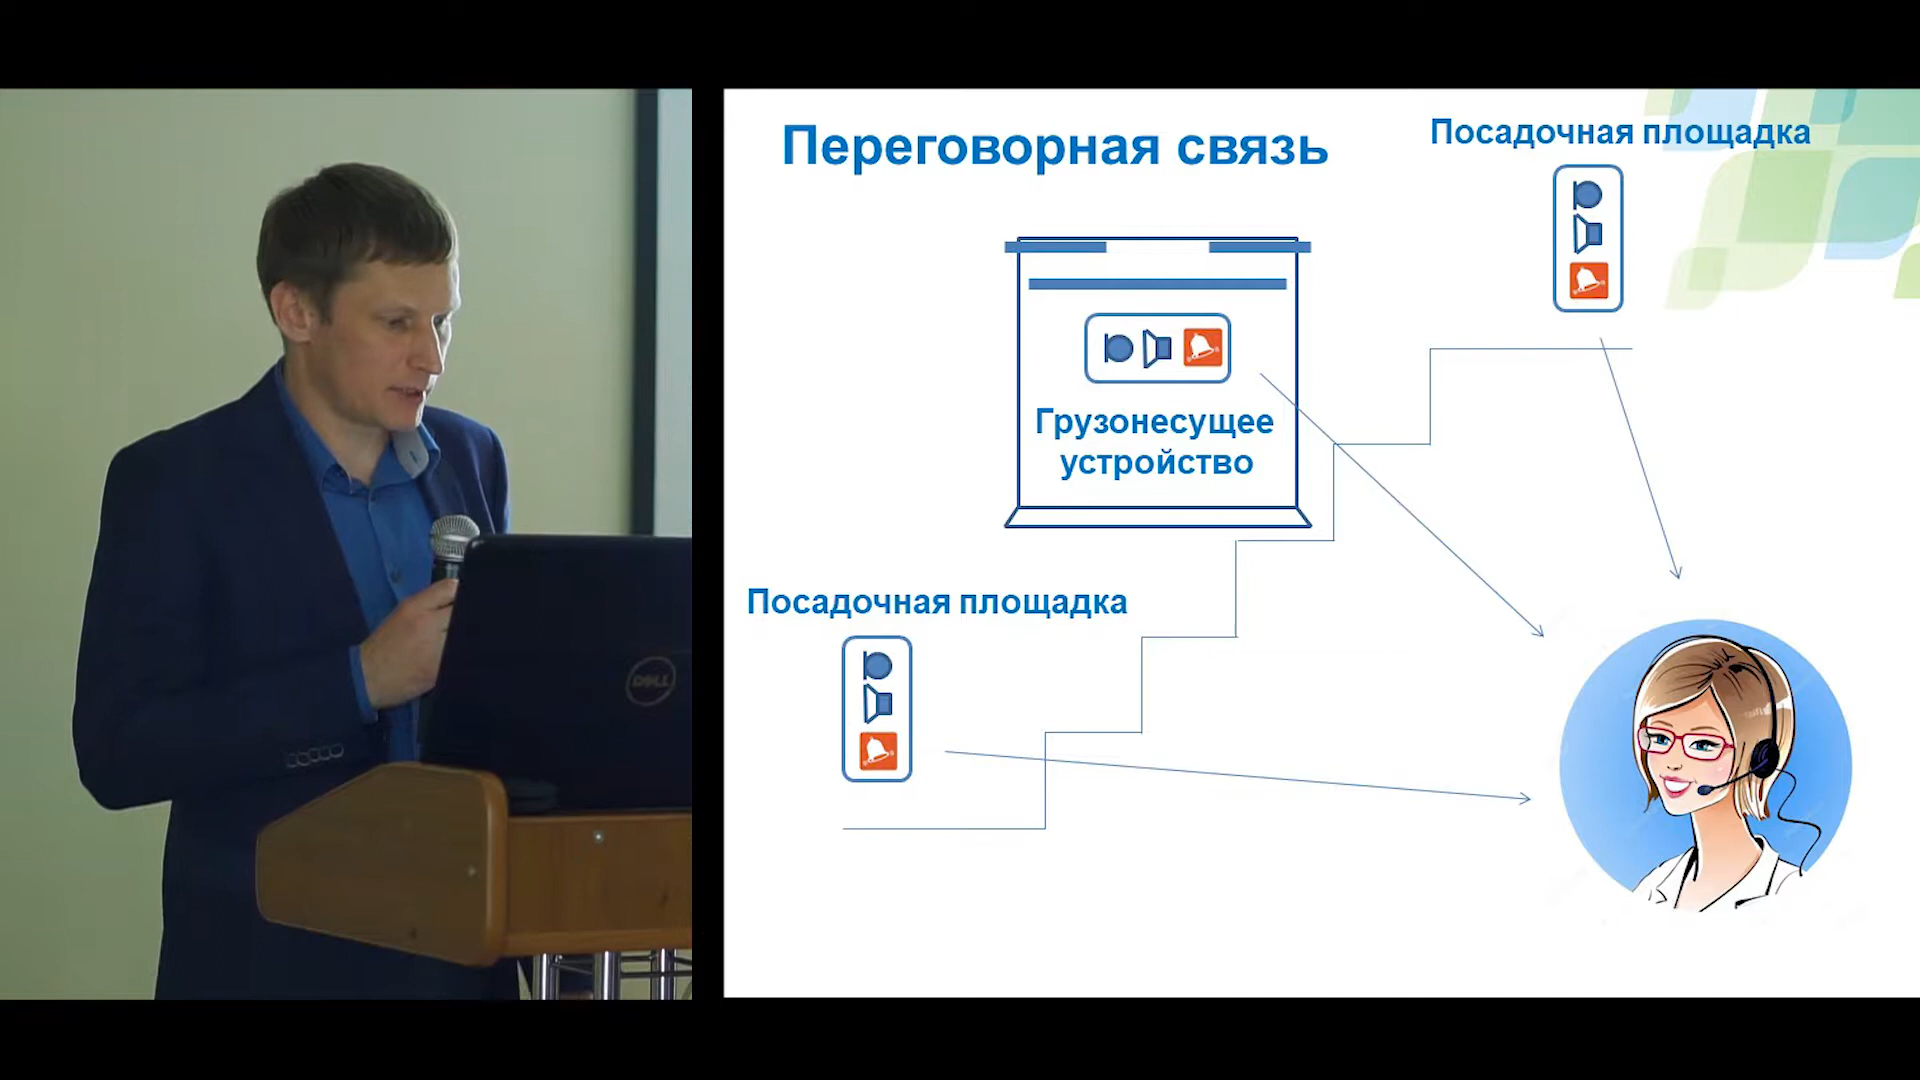 Переговорная связь
Посадочная площадка
Грузонесущее
устройство
Посадочная площадка
DELL